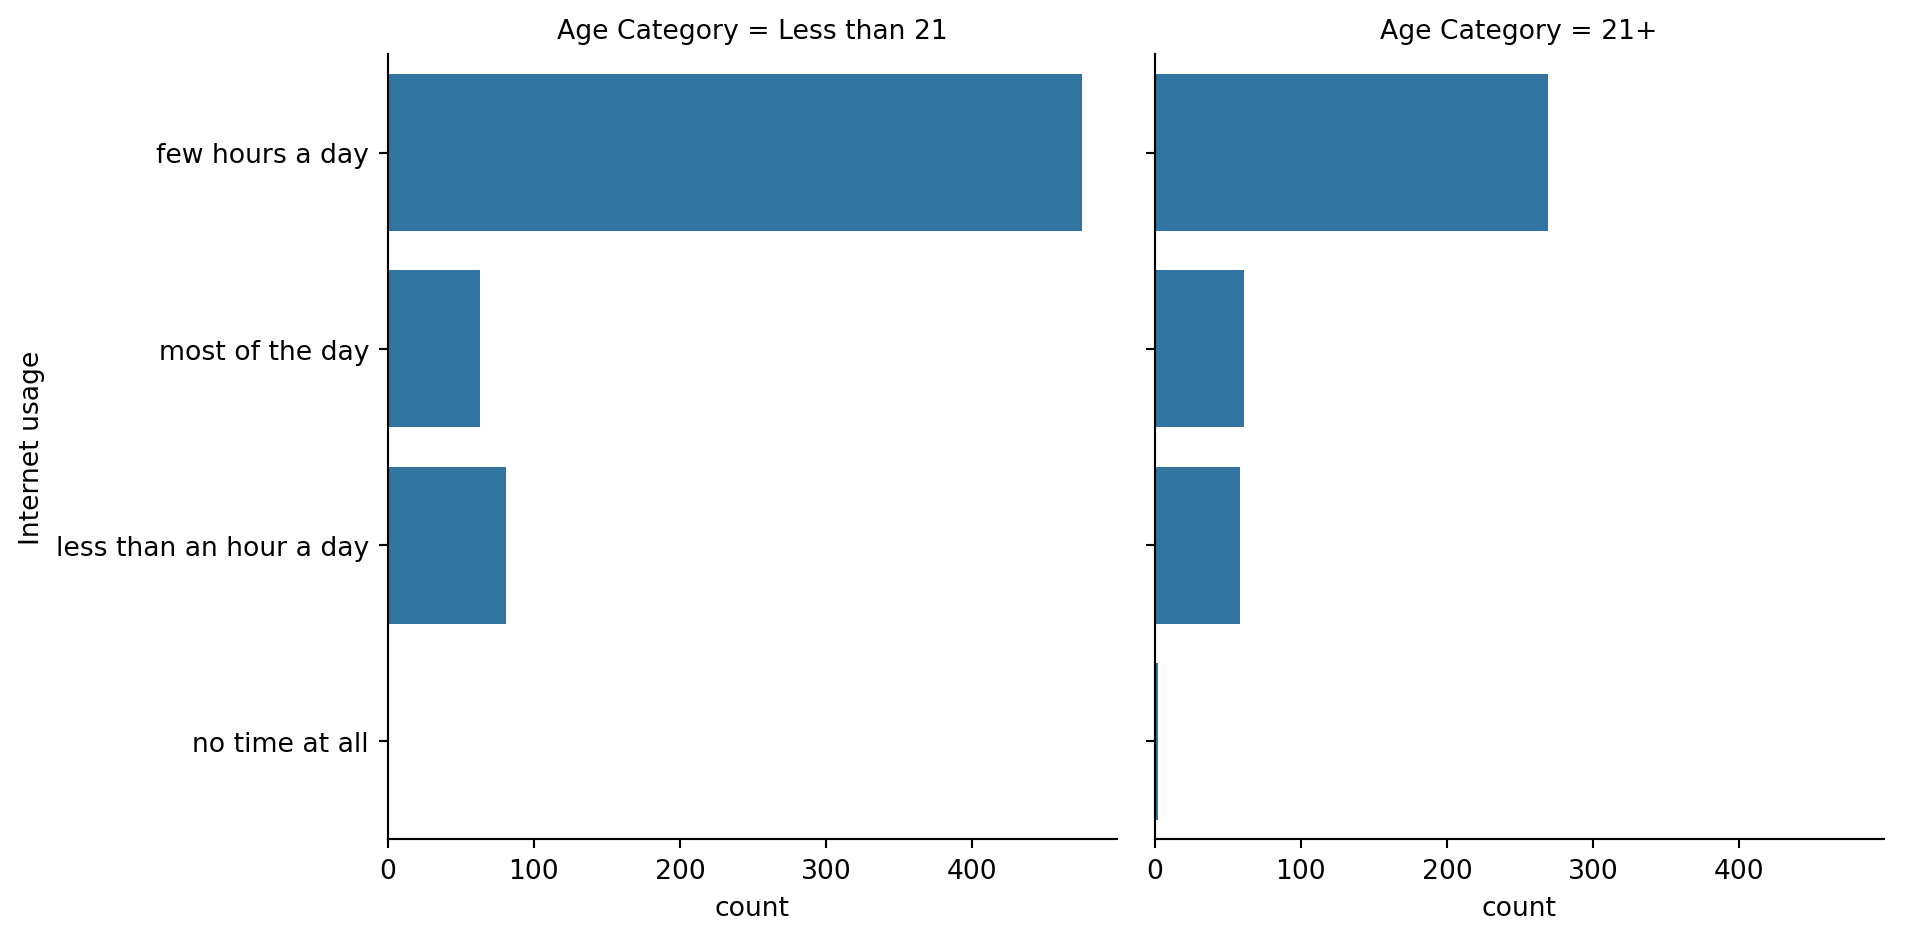 Age Category = Less than 21
Age Category = 21+
Internet usage
few hours a day
most of the day
less than an hour a day
no time at all
0 100 200 300 400
count
0 100 200 300 400
count